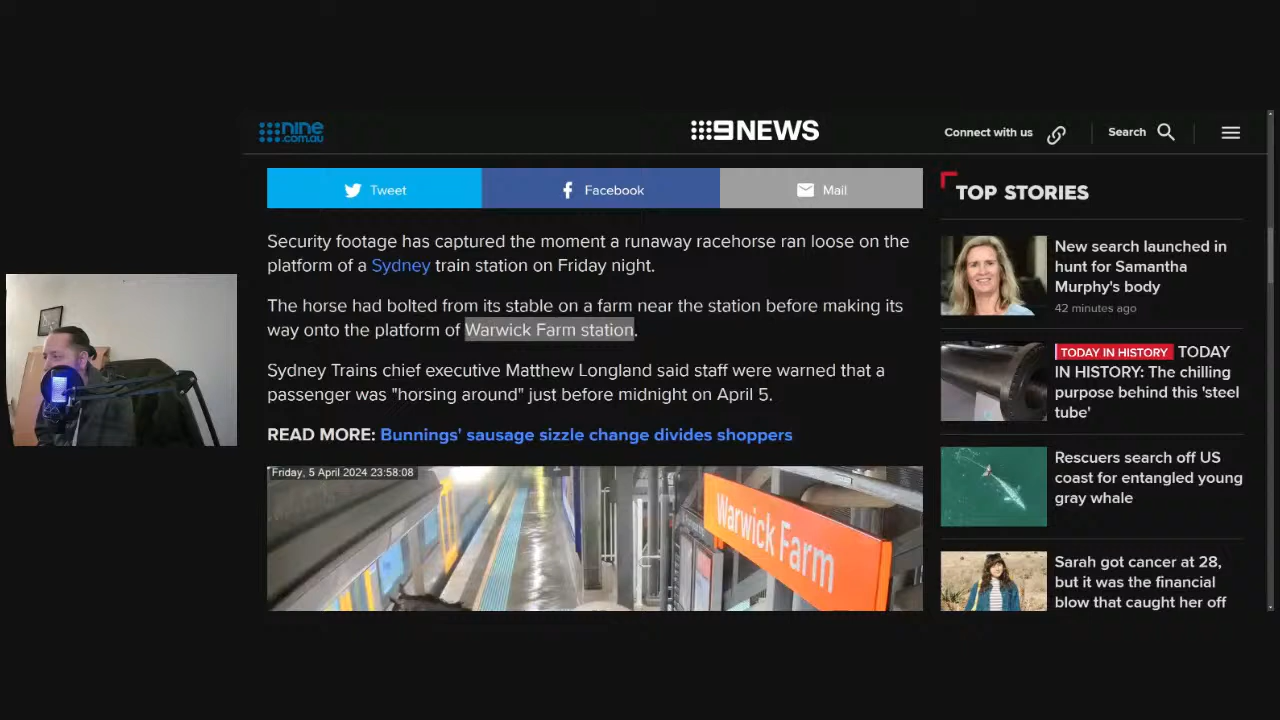 nine
.com.au
9NEWS
Connect with us
Search
Tweet
Facebook
Mail
Security footage has captured the moment a runaway racehorse ran loose on the
platform of a Sydney train station on Friday night.
The horse had bolted from its stable on a farm near the station before making its
way onto the platform of Warwick Farm station.
Sydney Trains chief executive Matthew Longland said staff were warned that a
passenger was "horsing around" just before midnight on April 5.
READ MORE: Bunnings' sausage sizzle change divides shoppers
Friday, 5 April 2024 23:58:08
Warwick Farm
TOP STORIES
New search launched in
hunt for Samantha
Murphy's body
42 minutes ago
TODAY IN HISTORY TODAY
IN HISTORY: The chilling
purpose behind this 'steel
tube'
Rescuers search off US
coast for entangled young
gray whale
Sarah got cancer at 28,
but it was the financial
blow that caught her off